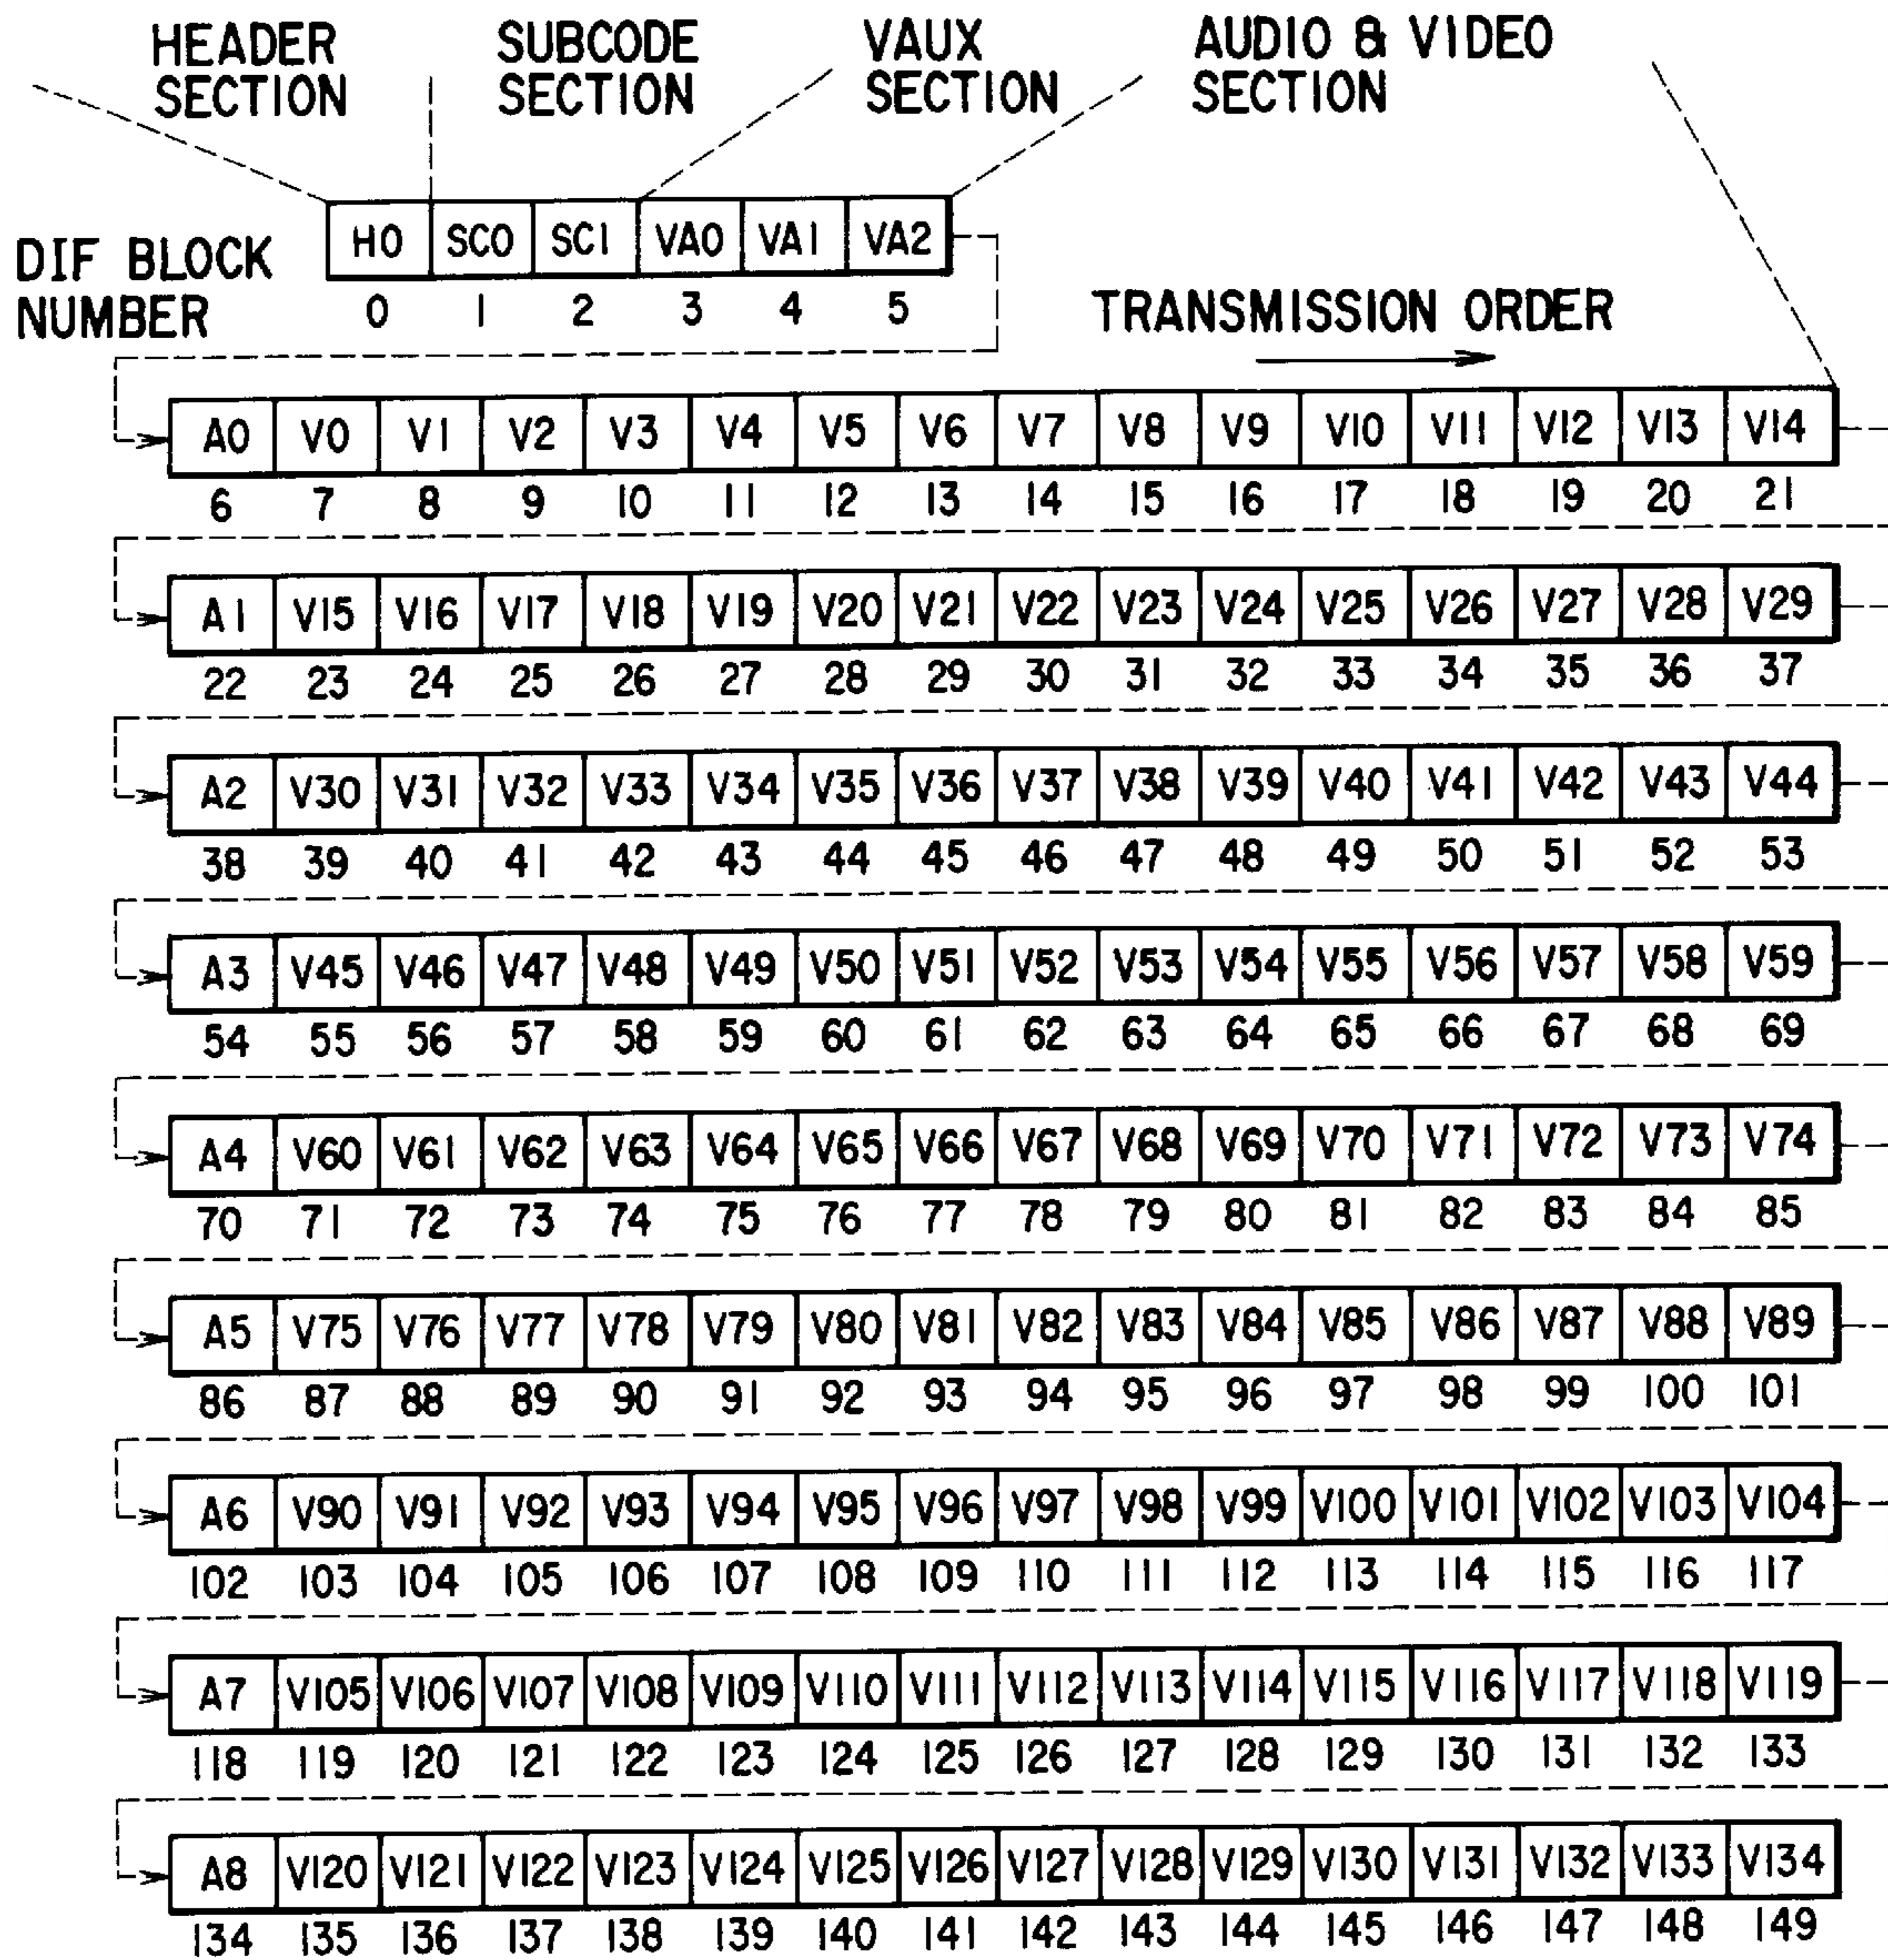 HEADER SECTION SUBCODE SECTION VAUX SECTION AUDIO & VIDEO SECTION
H0 SC0 SC1 VA0 VA1 VA2
DIF BLOCK NUMBER 0 1 2 3 4 5
TRANSMISSION ORDER
A0 V0 V1 V2 V3 V4 V5 V6 V7 V8 V9 V10 V11 V12 V13 V14
6 7 8 9 10 11 12 13 14 15 16 17 18 19 20 21
A1 V15 V16 V17 V18 V19 V20 V21 V22 V23 V24 V25 V26 V27 V28 V29
22 23 24 25 26 27 28 29 30 31 32 33 34 35 36 37
A2 V30 V31 V32 V33 V34 V35 V36 V37 V38 V39 V40 V41 V42 V43 V44
38 39 40 41 42 43 44 45 46 47 48 49 50 51 52 53
A3 V45 V46 V47 V48 V49 V50 V51 V52 V53 V54 V55 V56 V57 V58 V59
54 55 56 57 58 59 60 61 62 63 64 65 66 67 68 69
A4 V60 V61 V62 V63 V64 V65 V66 V67 V68 V69 V70 V71 V72 V73 V74
70 71 72 73 74 75 76 77 78 79 80 81 82 83 84 85
A5 V75 V76 V77 V78 V79 V80 V81 V82 V83 V84 V85 V86 V87 V88 V89
86 87 88 89 90 91 92 93 94 95 96 97 98 99 100 101
A6 V90 V91 V92 V93 V94 V95 V96 V97 V98 V99 V100 V101 V102 V103 V104
102 103 104 105 106 107 108 109 110 111 112 113 114 115 116 117
A7 V105 V106 V107 V108 V109 V110 V111 V112 V113 V114 V115 V116 V117 V118 V119
118 119 120 121 122 123 124 125 126 127 128 129 130 131 132 133
A8 V120 V121 V122 V123 V124 V125 V126 V127 V128 V129 V130 V131 V132 V133 V134
134 135 136 137 138 139 140 141 142 143 144 145 146 147 148 149